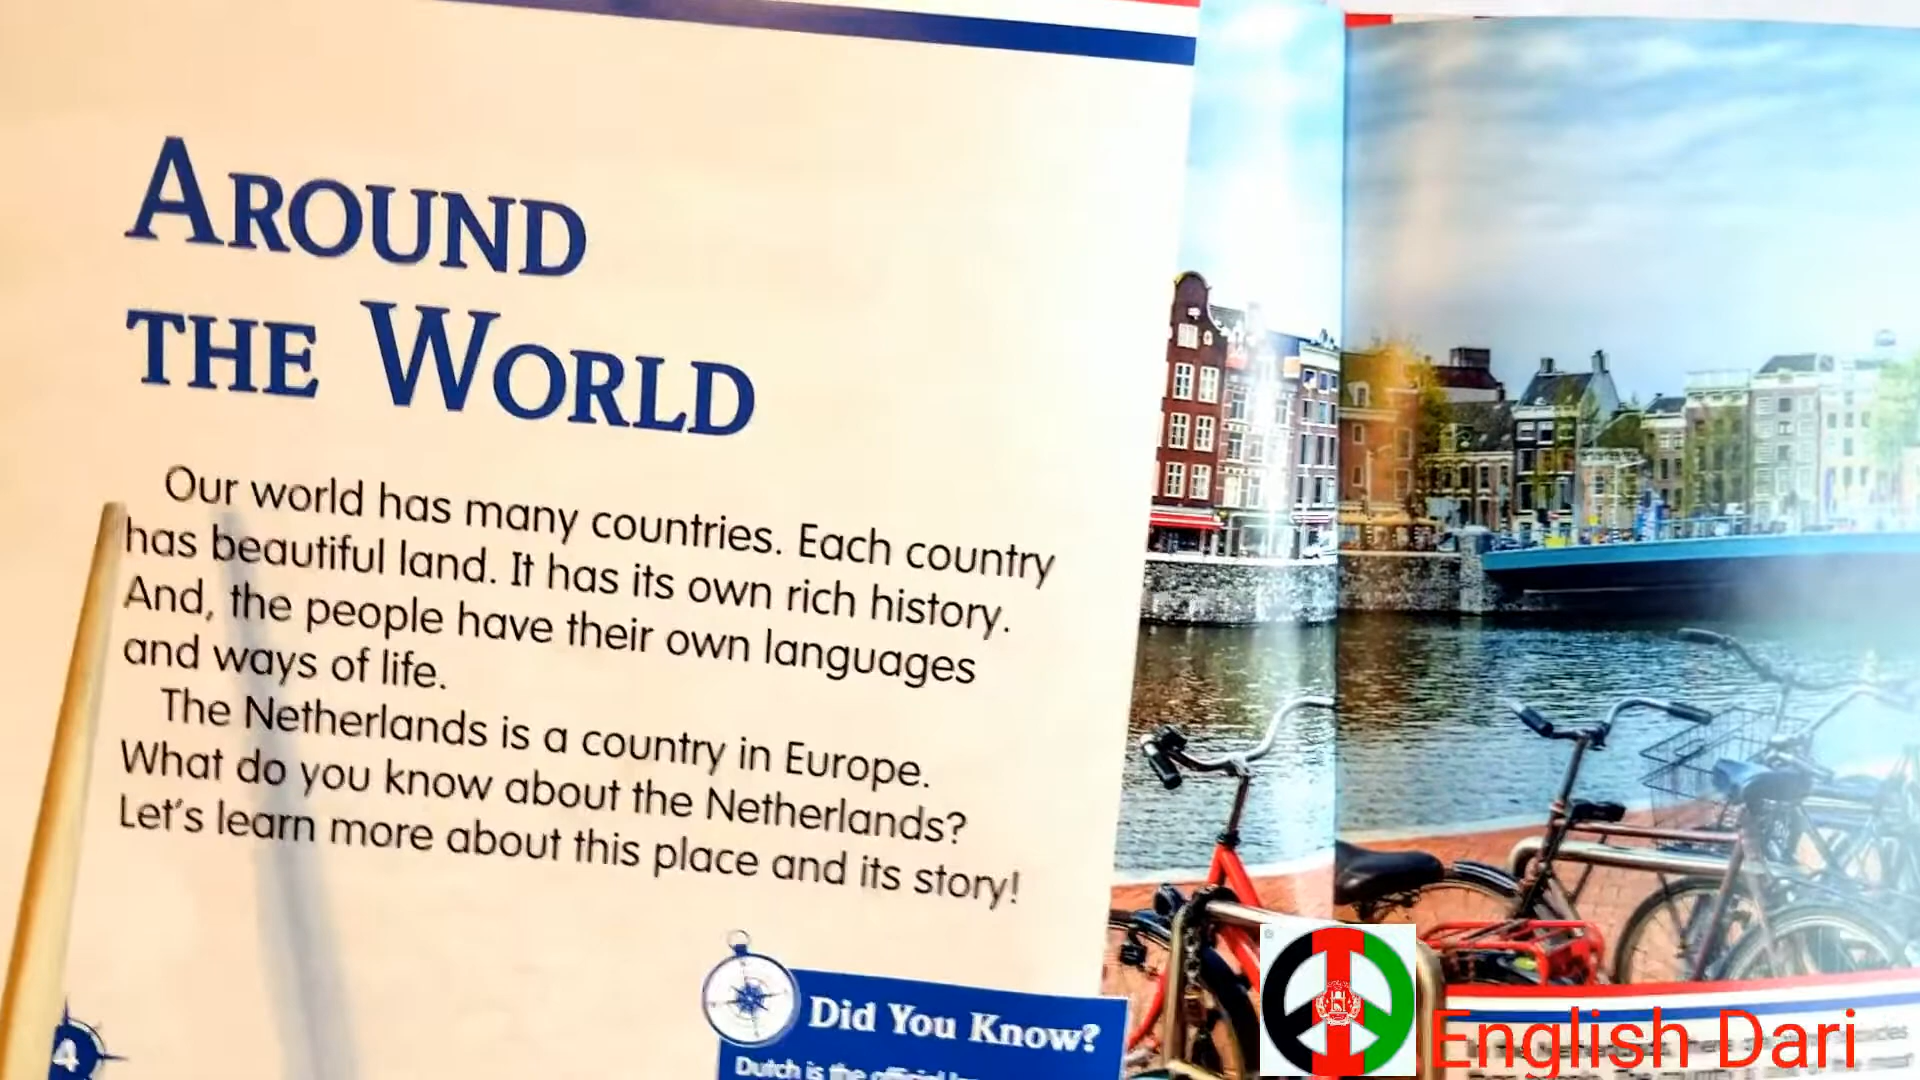 AROUND
THE WORLD
Our world has many countries. Each country
has beautiful land. It has its own rich history.
And, the people have their own languages
and ways of life.
The Netherlands is a country in Europe.
What do you know about the Netherlands?
Let's learn more about this place and its story!
Did You Know?
Dutch is the official
4
English Dari